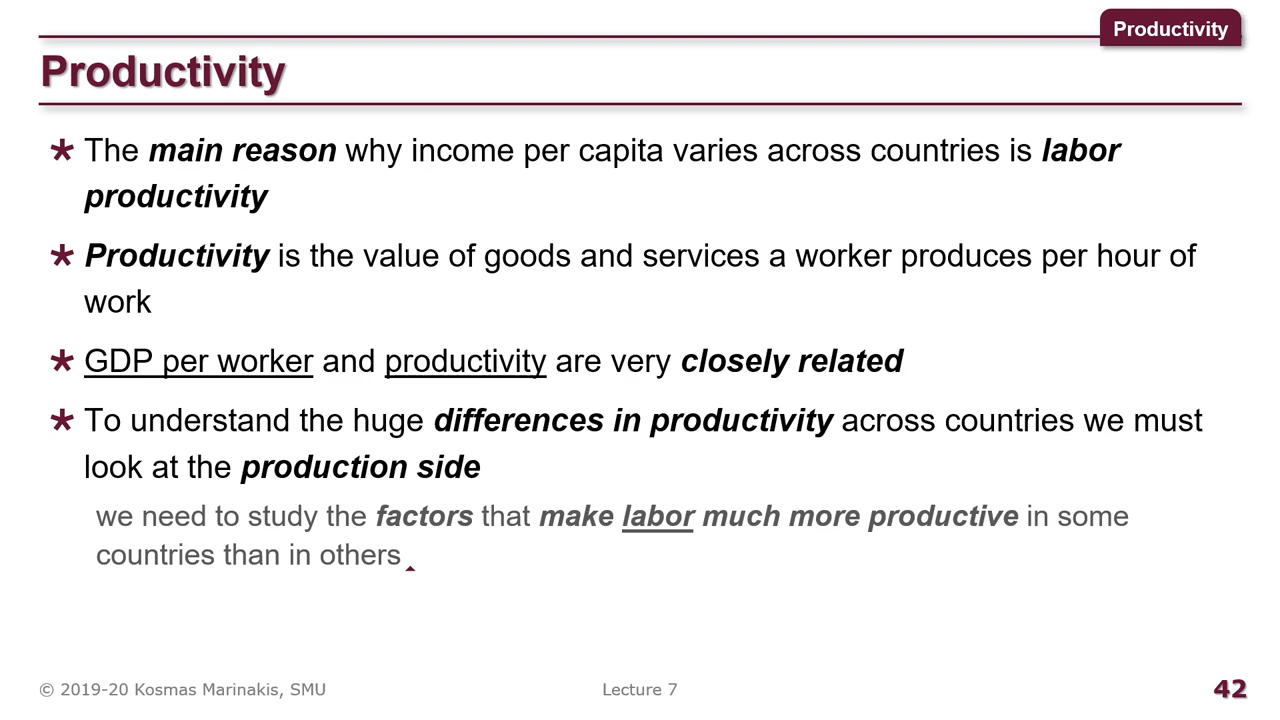 Productivity
Productivity
* The main reason why income per capita varies across countries is labor
productivity
* Productivity is the value of goods and services a worker produces per hour of
work
* GDP per worker and productivity are very closely related
* To understand the huge differences in productivity across countries we must
look at the production side
we need to study the factors that make labor much more productive in some
countries than in others
© 2019-20 Kosmas Marinakis, SMU
Lecture 7
42